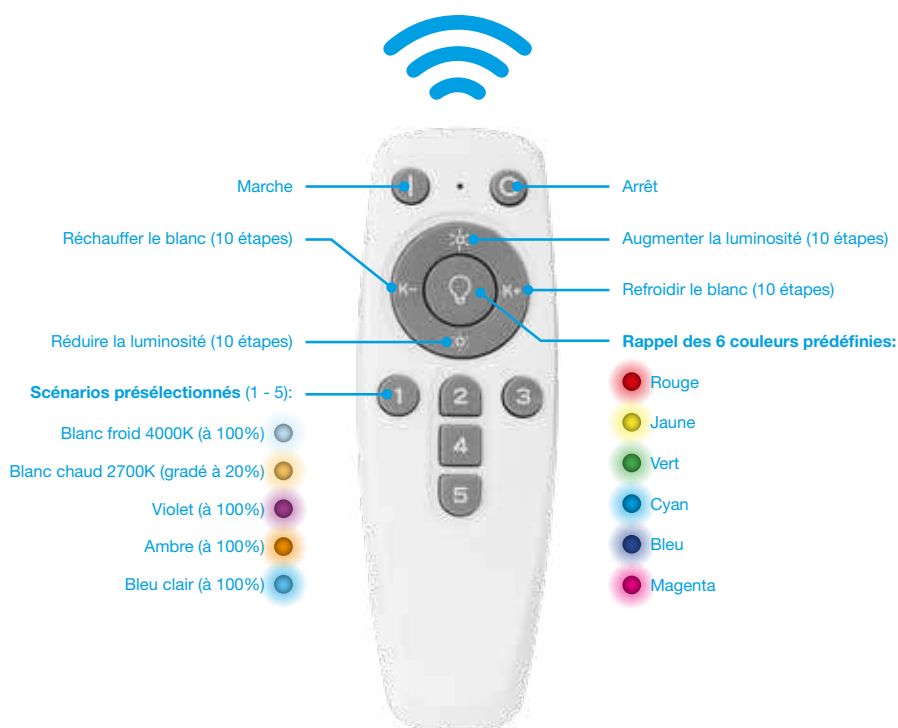 Marche
Arrêt
Réchauffer le blanc (10 étapes)
Augmenter la luminosité (10 étapes)
K-
K+
Refroidir le blanc (10 étapes)
Réduire la luminosité (10 étapes)
Rappel des 6 couleurs prédéfinies:
Scénarios présélectionnés (1 - 5):
1
2
3
4
5
Blanc froid 4000K (à 100%)
Blanc chaud 2700K (gradé à 20%)
Violet (à 100%)
Ambre (à 100%)
Bleu clair (à 100%)
Rouge
Jaune
Vert
Cyan
Bleu
Magenta